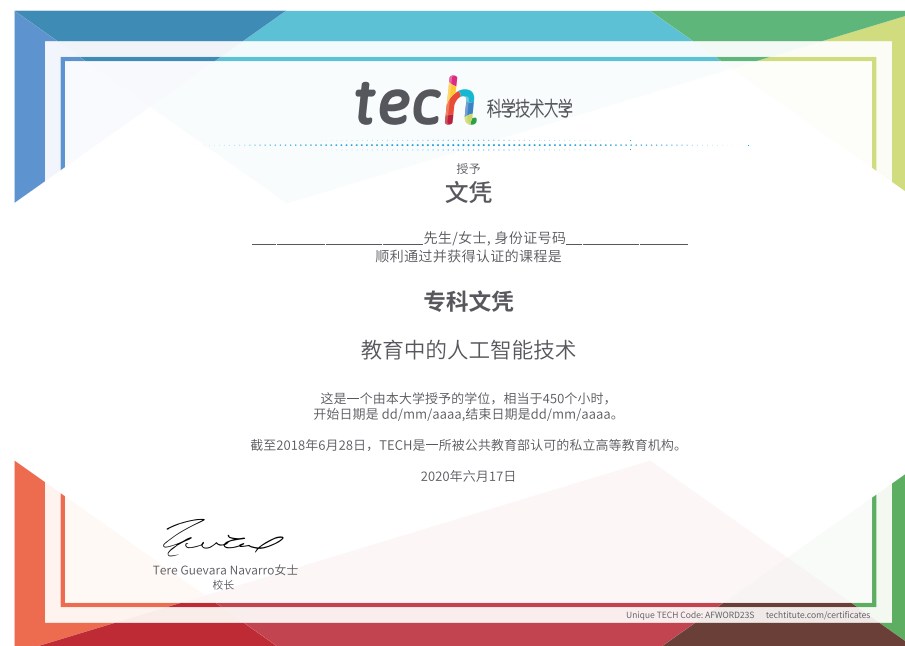 tech 科学技术大学
授予
文凭
______________________先生/女士, 身份证号码________________
顺利通过并获得认证的课程是
专科文凭
教育中的人工智能技术
这是一个由本大学授予的学位，相当于450个小时，
开始日期是 dd/mm/aaaa,结束日期是dd/mm/aaaa。
截至2018年6月28日，TECH是一所被公共教育部认可的私立高等教育机构。
2020年六月17日
Tere Guevara Navarro女士
校长
Unique TECH Code: AFWORD23S techtitute.com/certificates